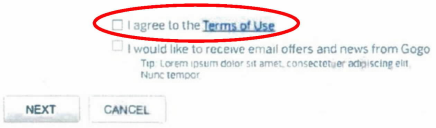 I agree to the Terms of Use
I would like to receive email offers and news from Gogo
Tip: Lorem ipsum dolor sit amet, consectetuer adipiscing elit,
Nunc tempor
NEXT CANCEL